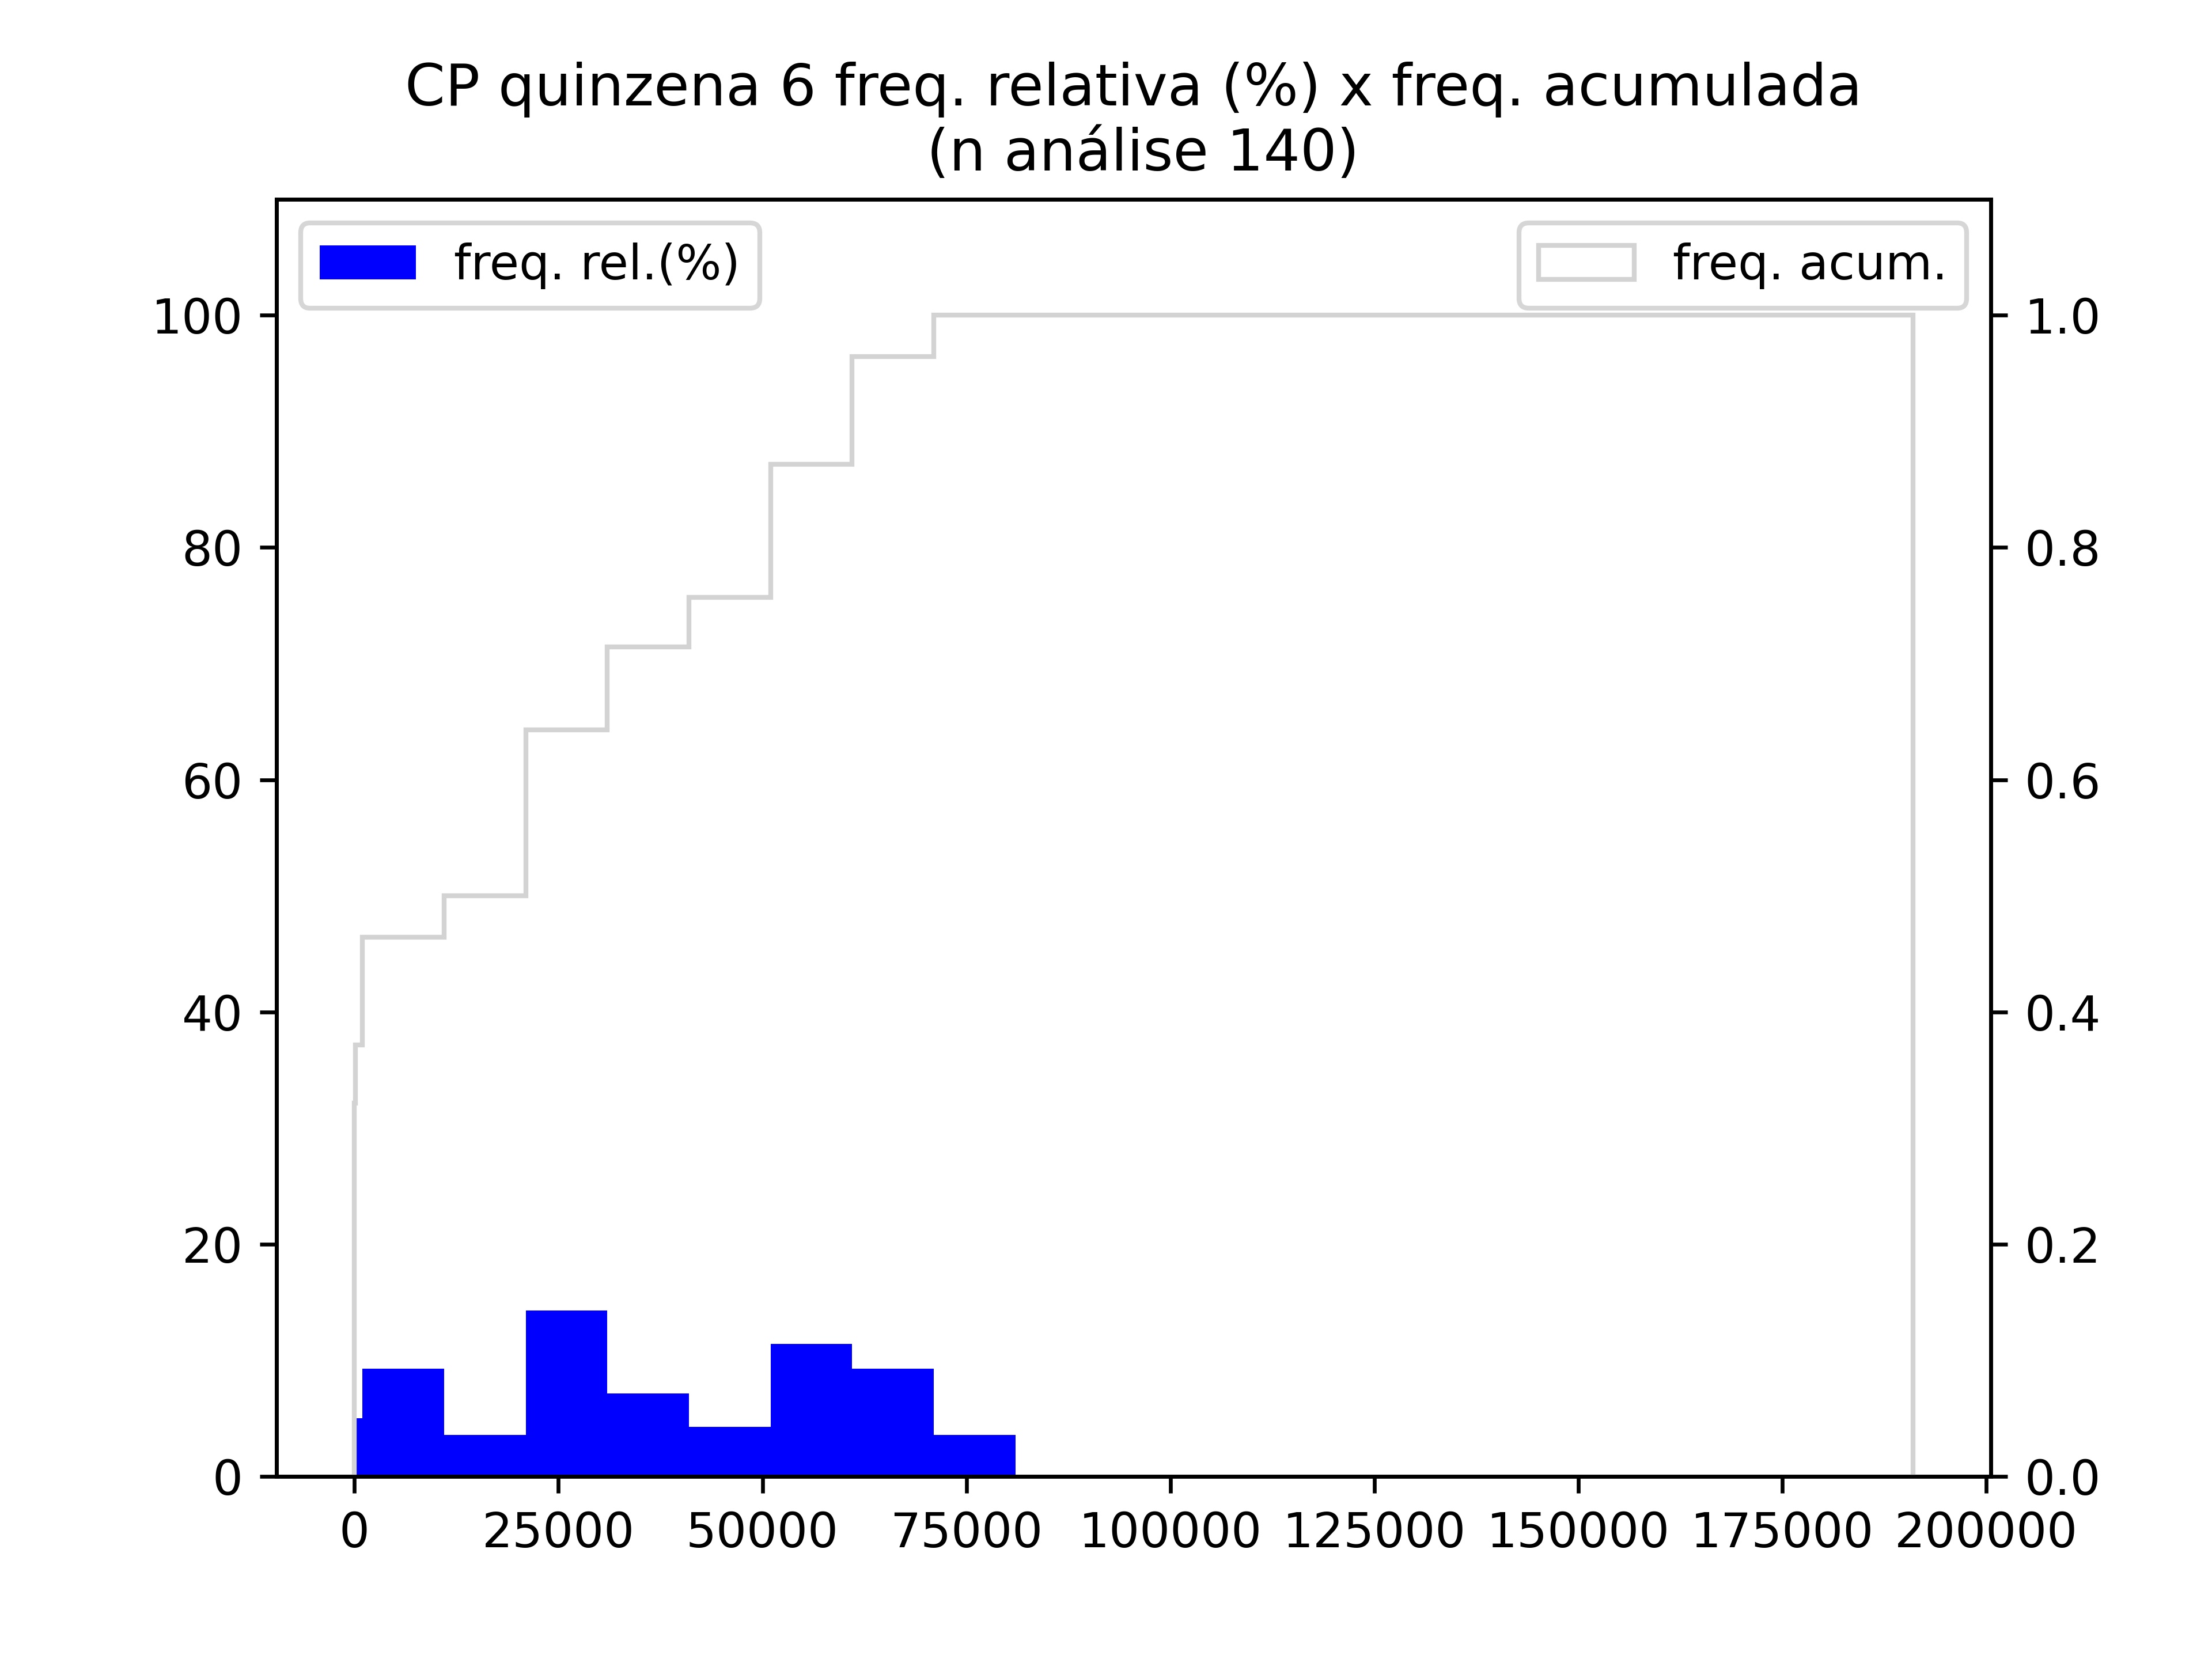 CP quinzena 6 freq. relativa (%) x freq. acumulada
(n análise 140)
freq. rel.(%)
freq. acum.
100
80
60
40
20
0
1.0
0.8
0.6
0.4
0.2
0.0
0 25000 50000 75000 100000 125000 150000 175000 200000